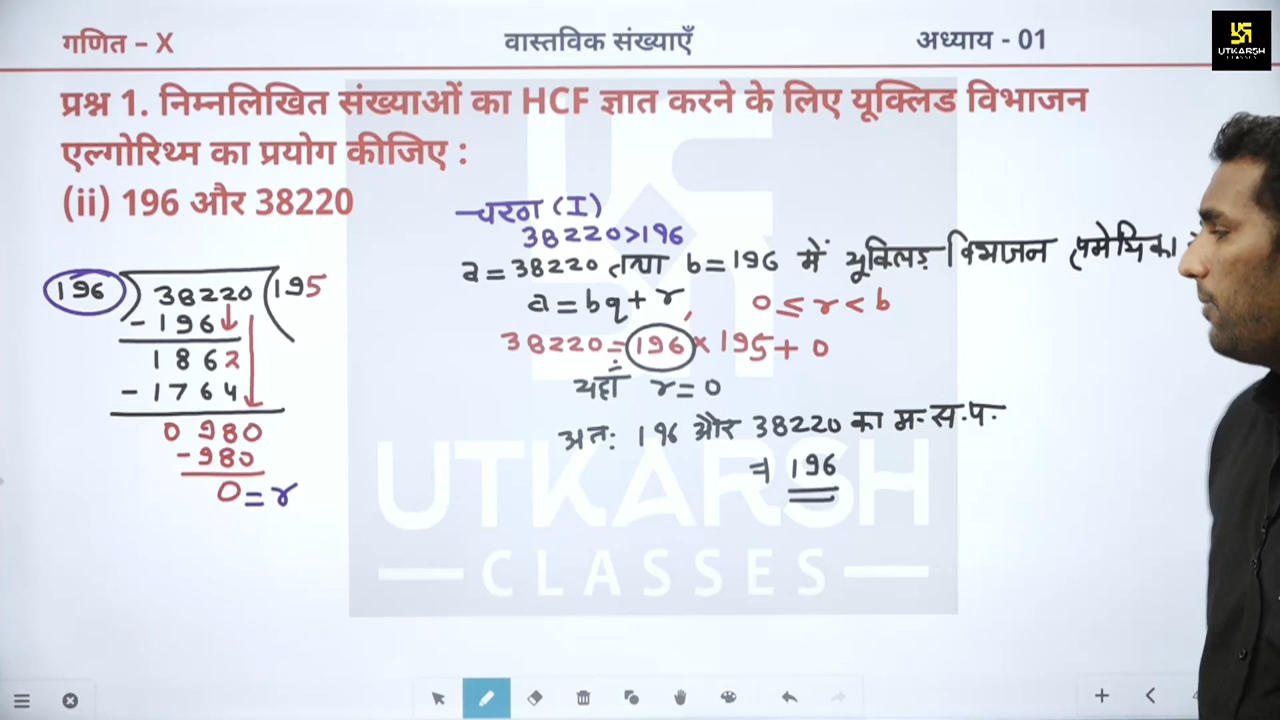 गणित – X वास्तविक संख्याएँ अध्याय - 01
UTKARSH
CLASSES
प्रश्न 1. निम्नलिखित संख्याओं का HCF ज्ञात करने के लिए यूक्लिड विभाजन
एल्गोरिथ्म का प्रयोग कीजिए :
(ii) 196 और 38220
196) 38220 (195
- 196
1862
- 1764
0980
- 980
0 = r
चरण (I)
38220>196
a = 38220 तथा b = 196 में यूक्लिड विभाजन प्रमेयिका
a = bq + r, 0 ≤ r < b
38220 = 196 × 195 + 0
यहाँ r = 0
अतः 196 और 38220 का म.स.प.
= 196
UTKARSH
— CLASSES —